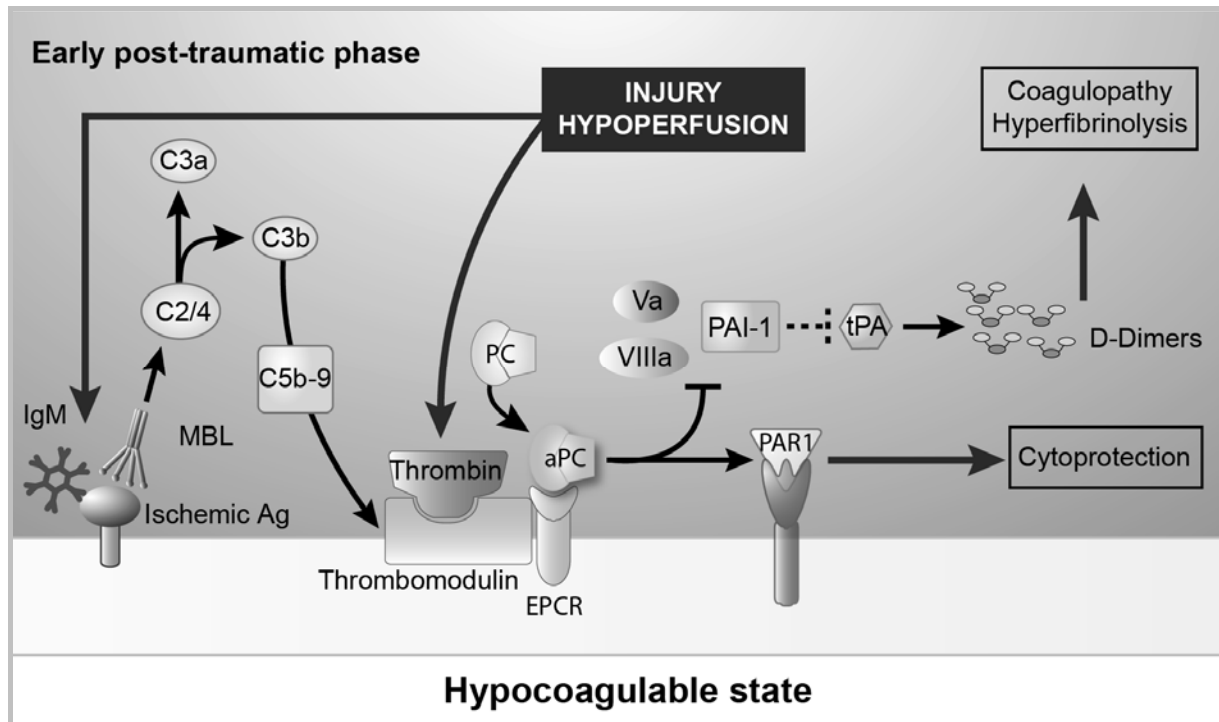 Early post-traumatic phase
INJURY
HYPOPERFUSION
Coagulopathy
Hyperfibrinolysis
C3a
C3b
C2/4
C5b-9
Va
VIIIa
PAI-1
tPA
D-Dimers
PC
IgM
MBL
Ischemic Ag
Thrombin
aPC
PAR1
Cytoprotection
Thrombomodulin
EPCR
Hypocoagulable state